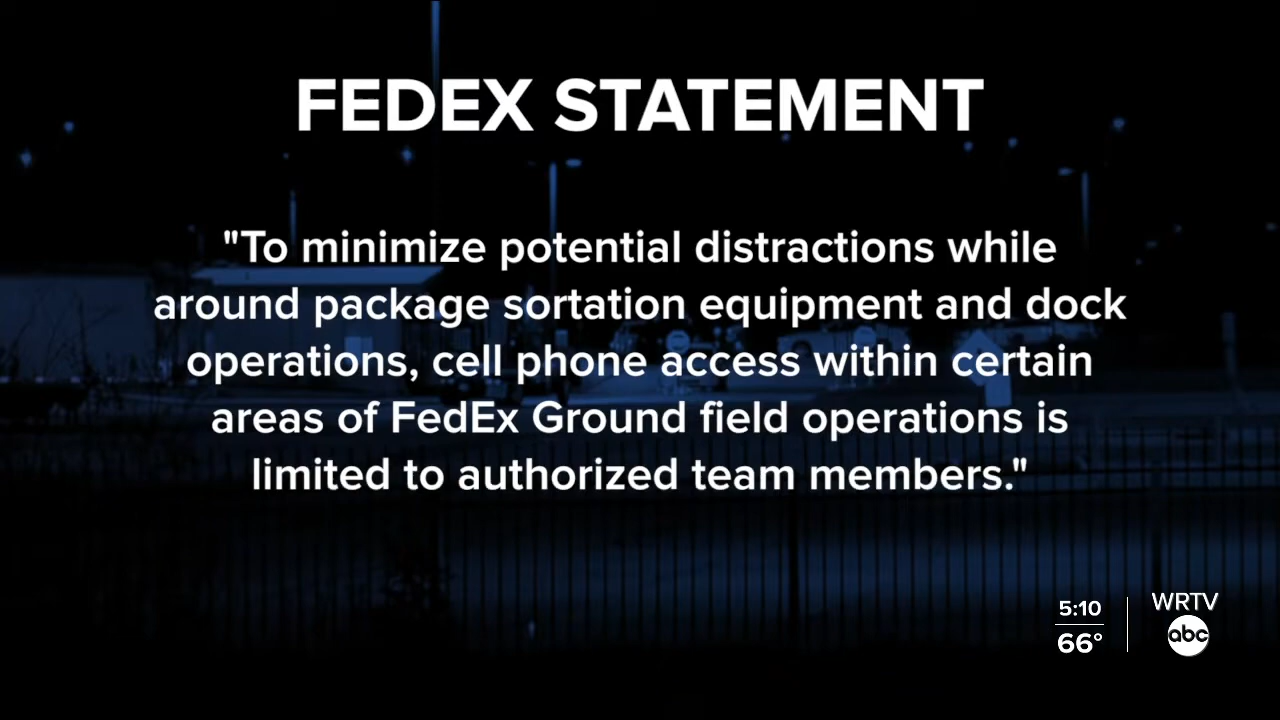 FEDEX STATEMENT
"To minimize potential distractions while
around package sortation equipment and dock
operations, cell phone access within certain
areas of FedEx Ground field operations is
limited to authorized team members."
5:10
66°
WRTV
abc